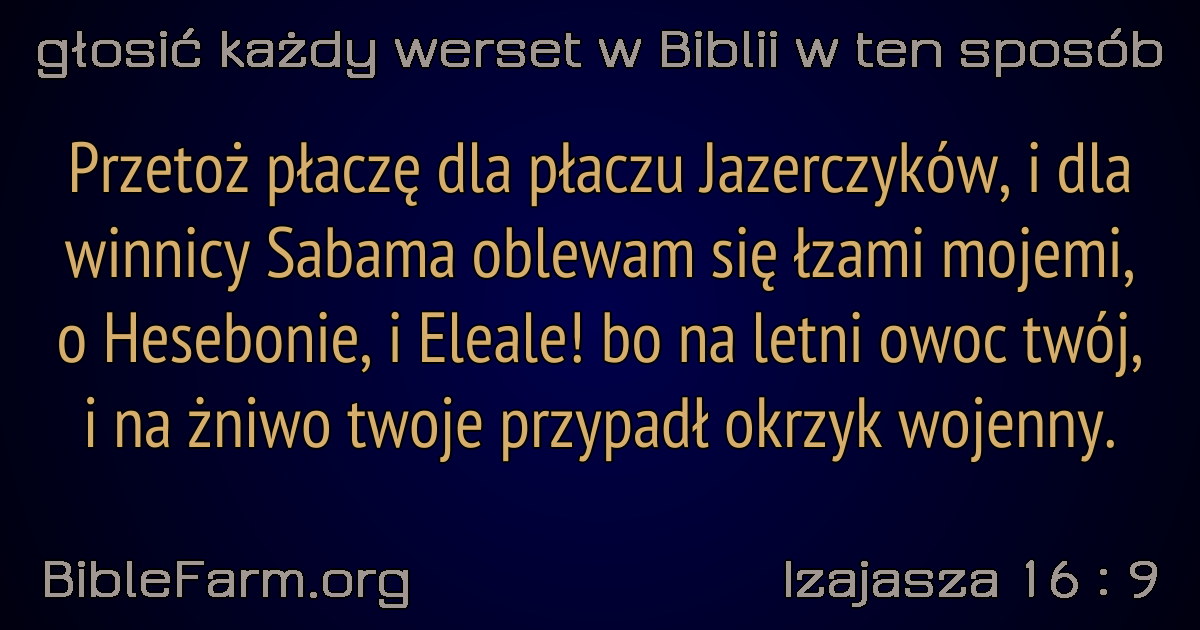 głosić każdy werset w Biblii w ten sposób
Przetoż płaczę dla płaczu Jazerczyków, i dla
winnicy Sabama oblewam się łzami mojemi,
o Hesebonie, i Eleale! bo na letni owoc twój,
i na żniwo twoje przypadł okrzyk wojenny.
BibleFarm.org
Izajasza 16 : 9